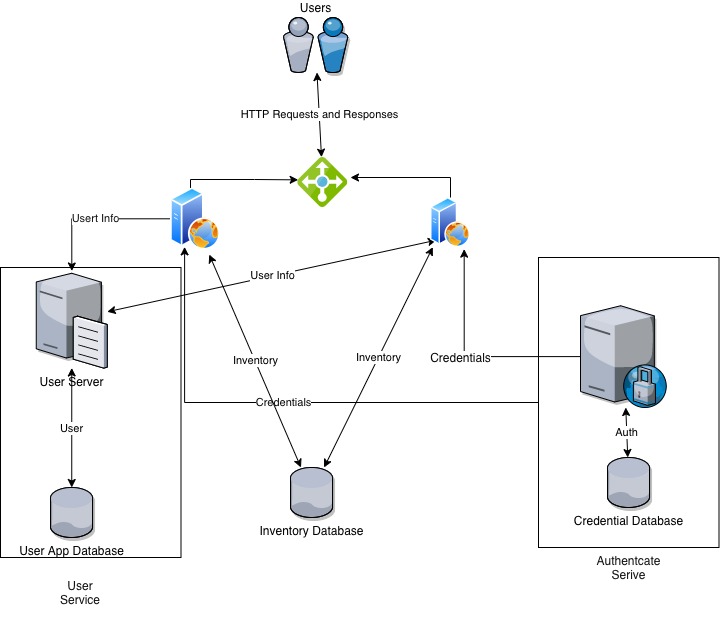 Users
HTTP Requests and Responses
Usert Info
User Info
User Server
Inventory
Inventory
Credentials
Credentials
User
Auth
Inventory Database
Credential Database
User App Database
Authentcate
Serive
User
Service